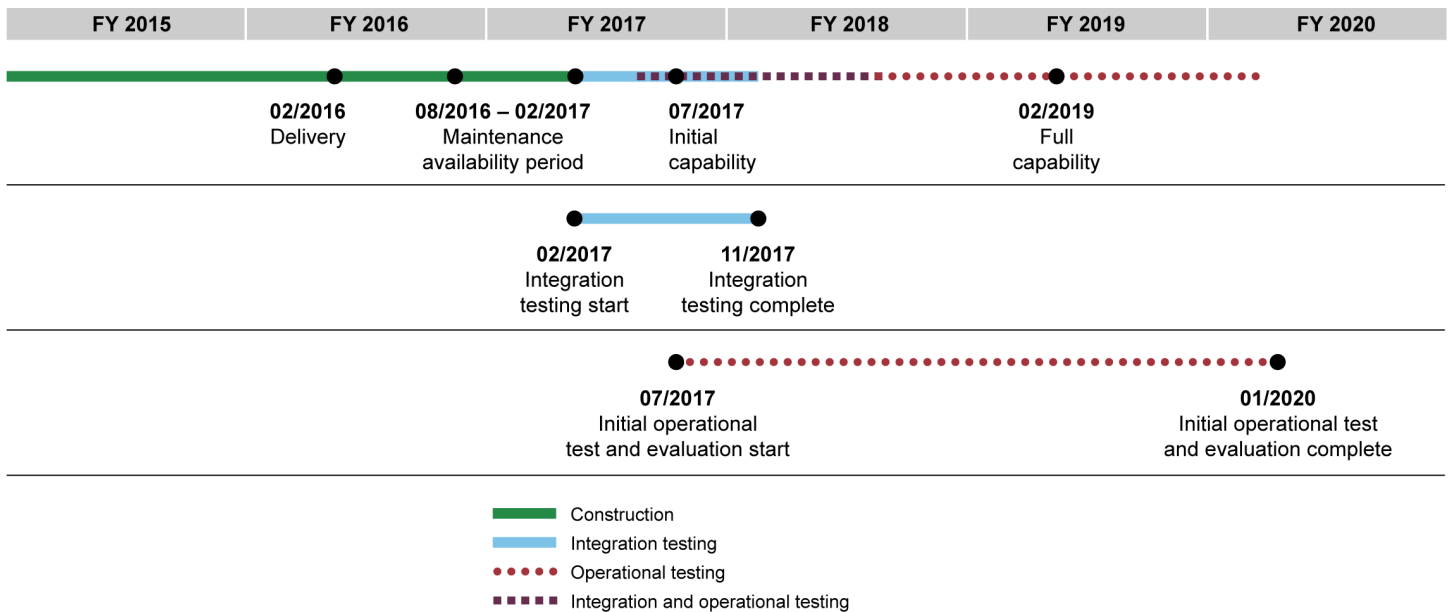 FY 2015 FY 2016 FY 2017 FY 2018 FY 2019 FY 2020
02/2016
Delivery
08/2016 – 02/2017
Maintenance
availability period
07/2017
Initial
capability
02/2019
Full
capability
02/2017
Integration
testing start
11/2017
Integration
testing complete
07/2017
Initial operational
test and evaluation start
01/2020
Initial operational test
and evaluation complete
Construction
Integration testing
Operational testing
Integration and operational testing